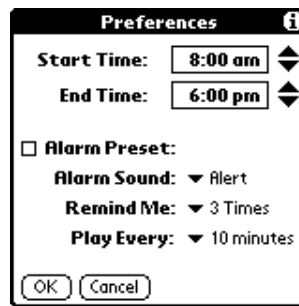 Preferences i
Start Time: 8:00 am
End Time: 6:00 pm
Alarm Preset:
Alarm Sound: Alert
Remind Me: 3 Times
Play Every: 10 minutes
OK Cancel